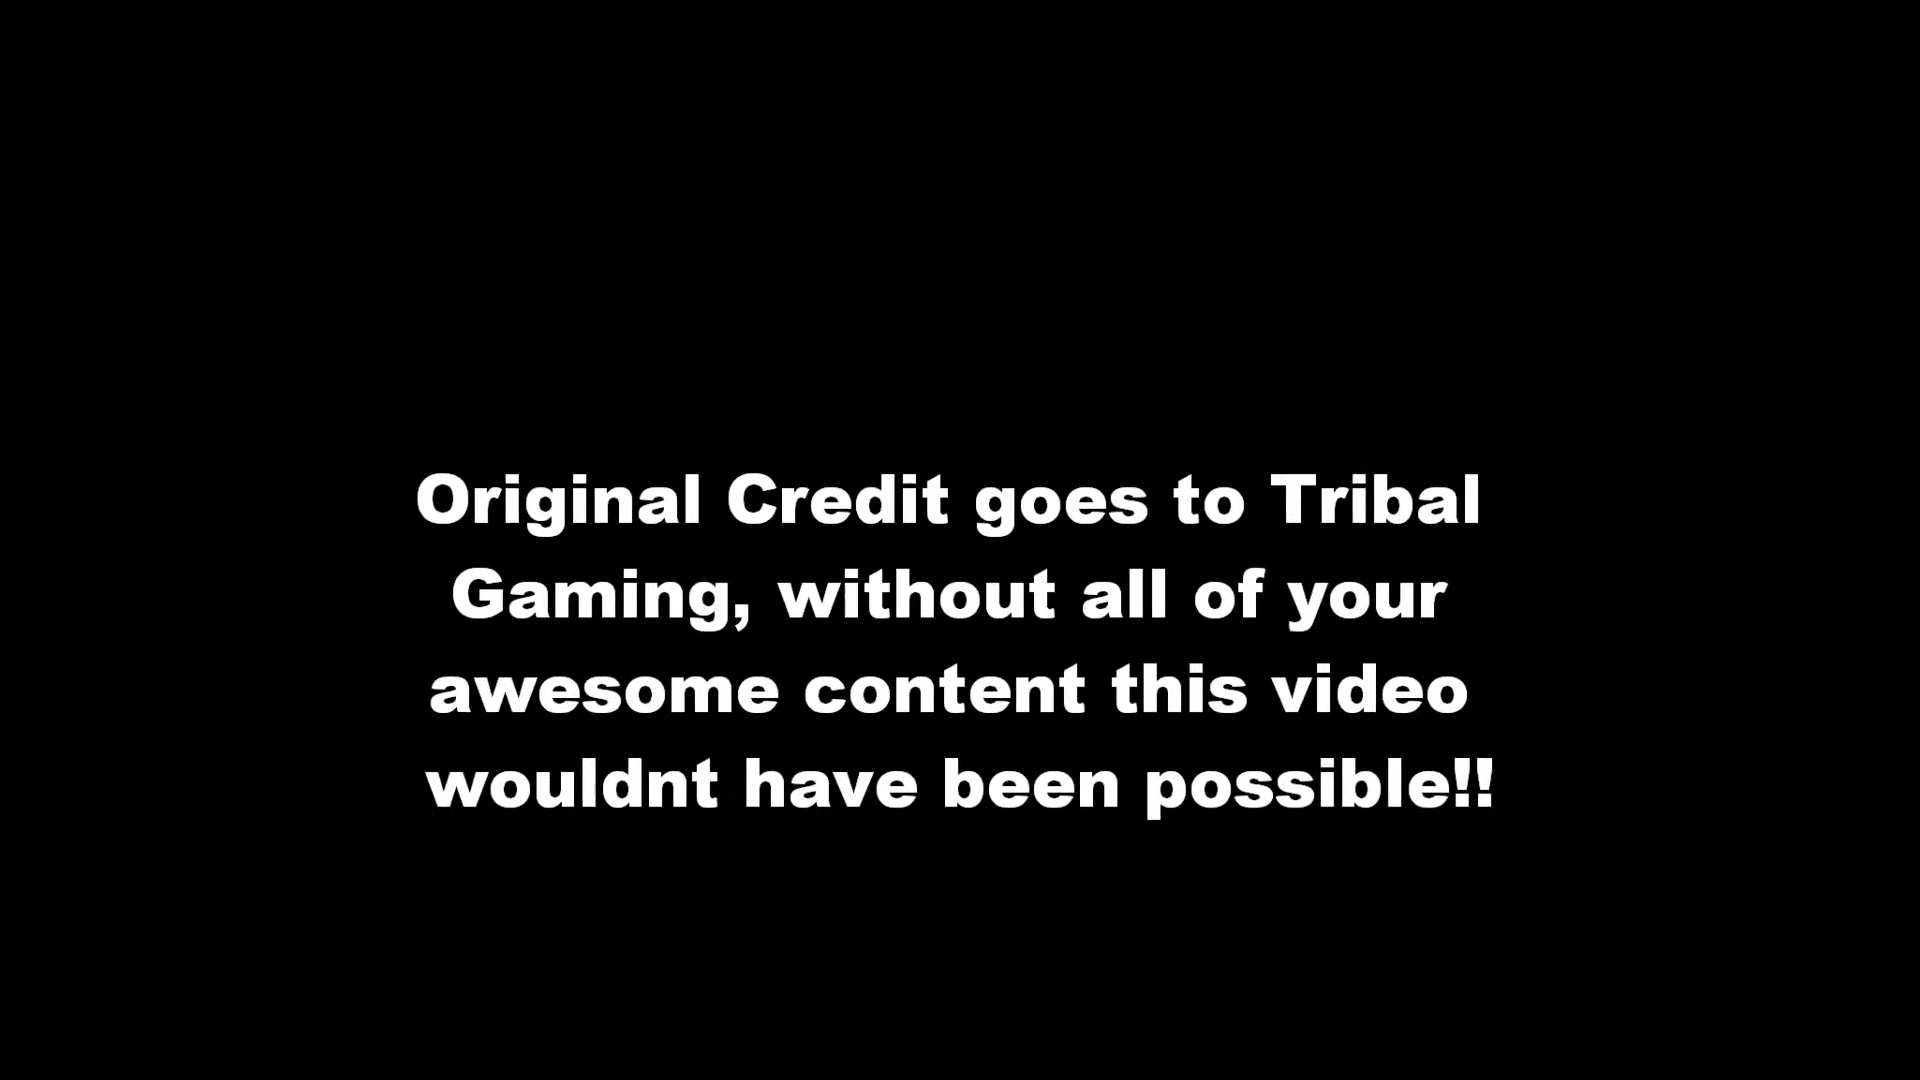 Original Credit goes to Tribal
Gaming, without all of your
awesome content this video
wouldnt have been possible!!